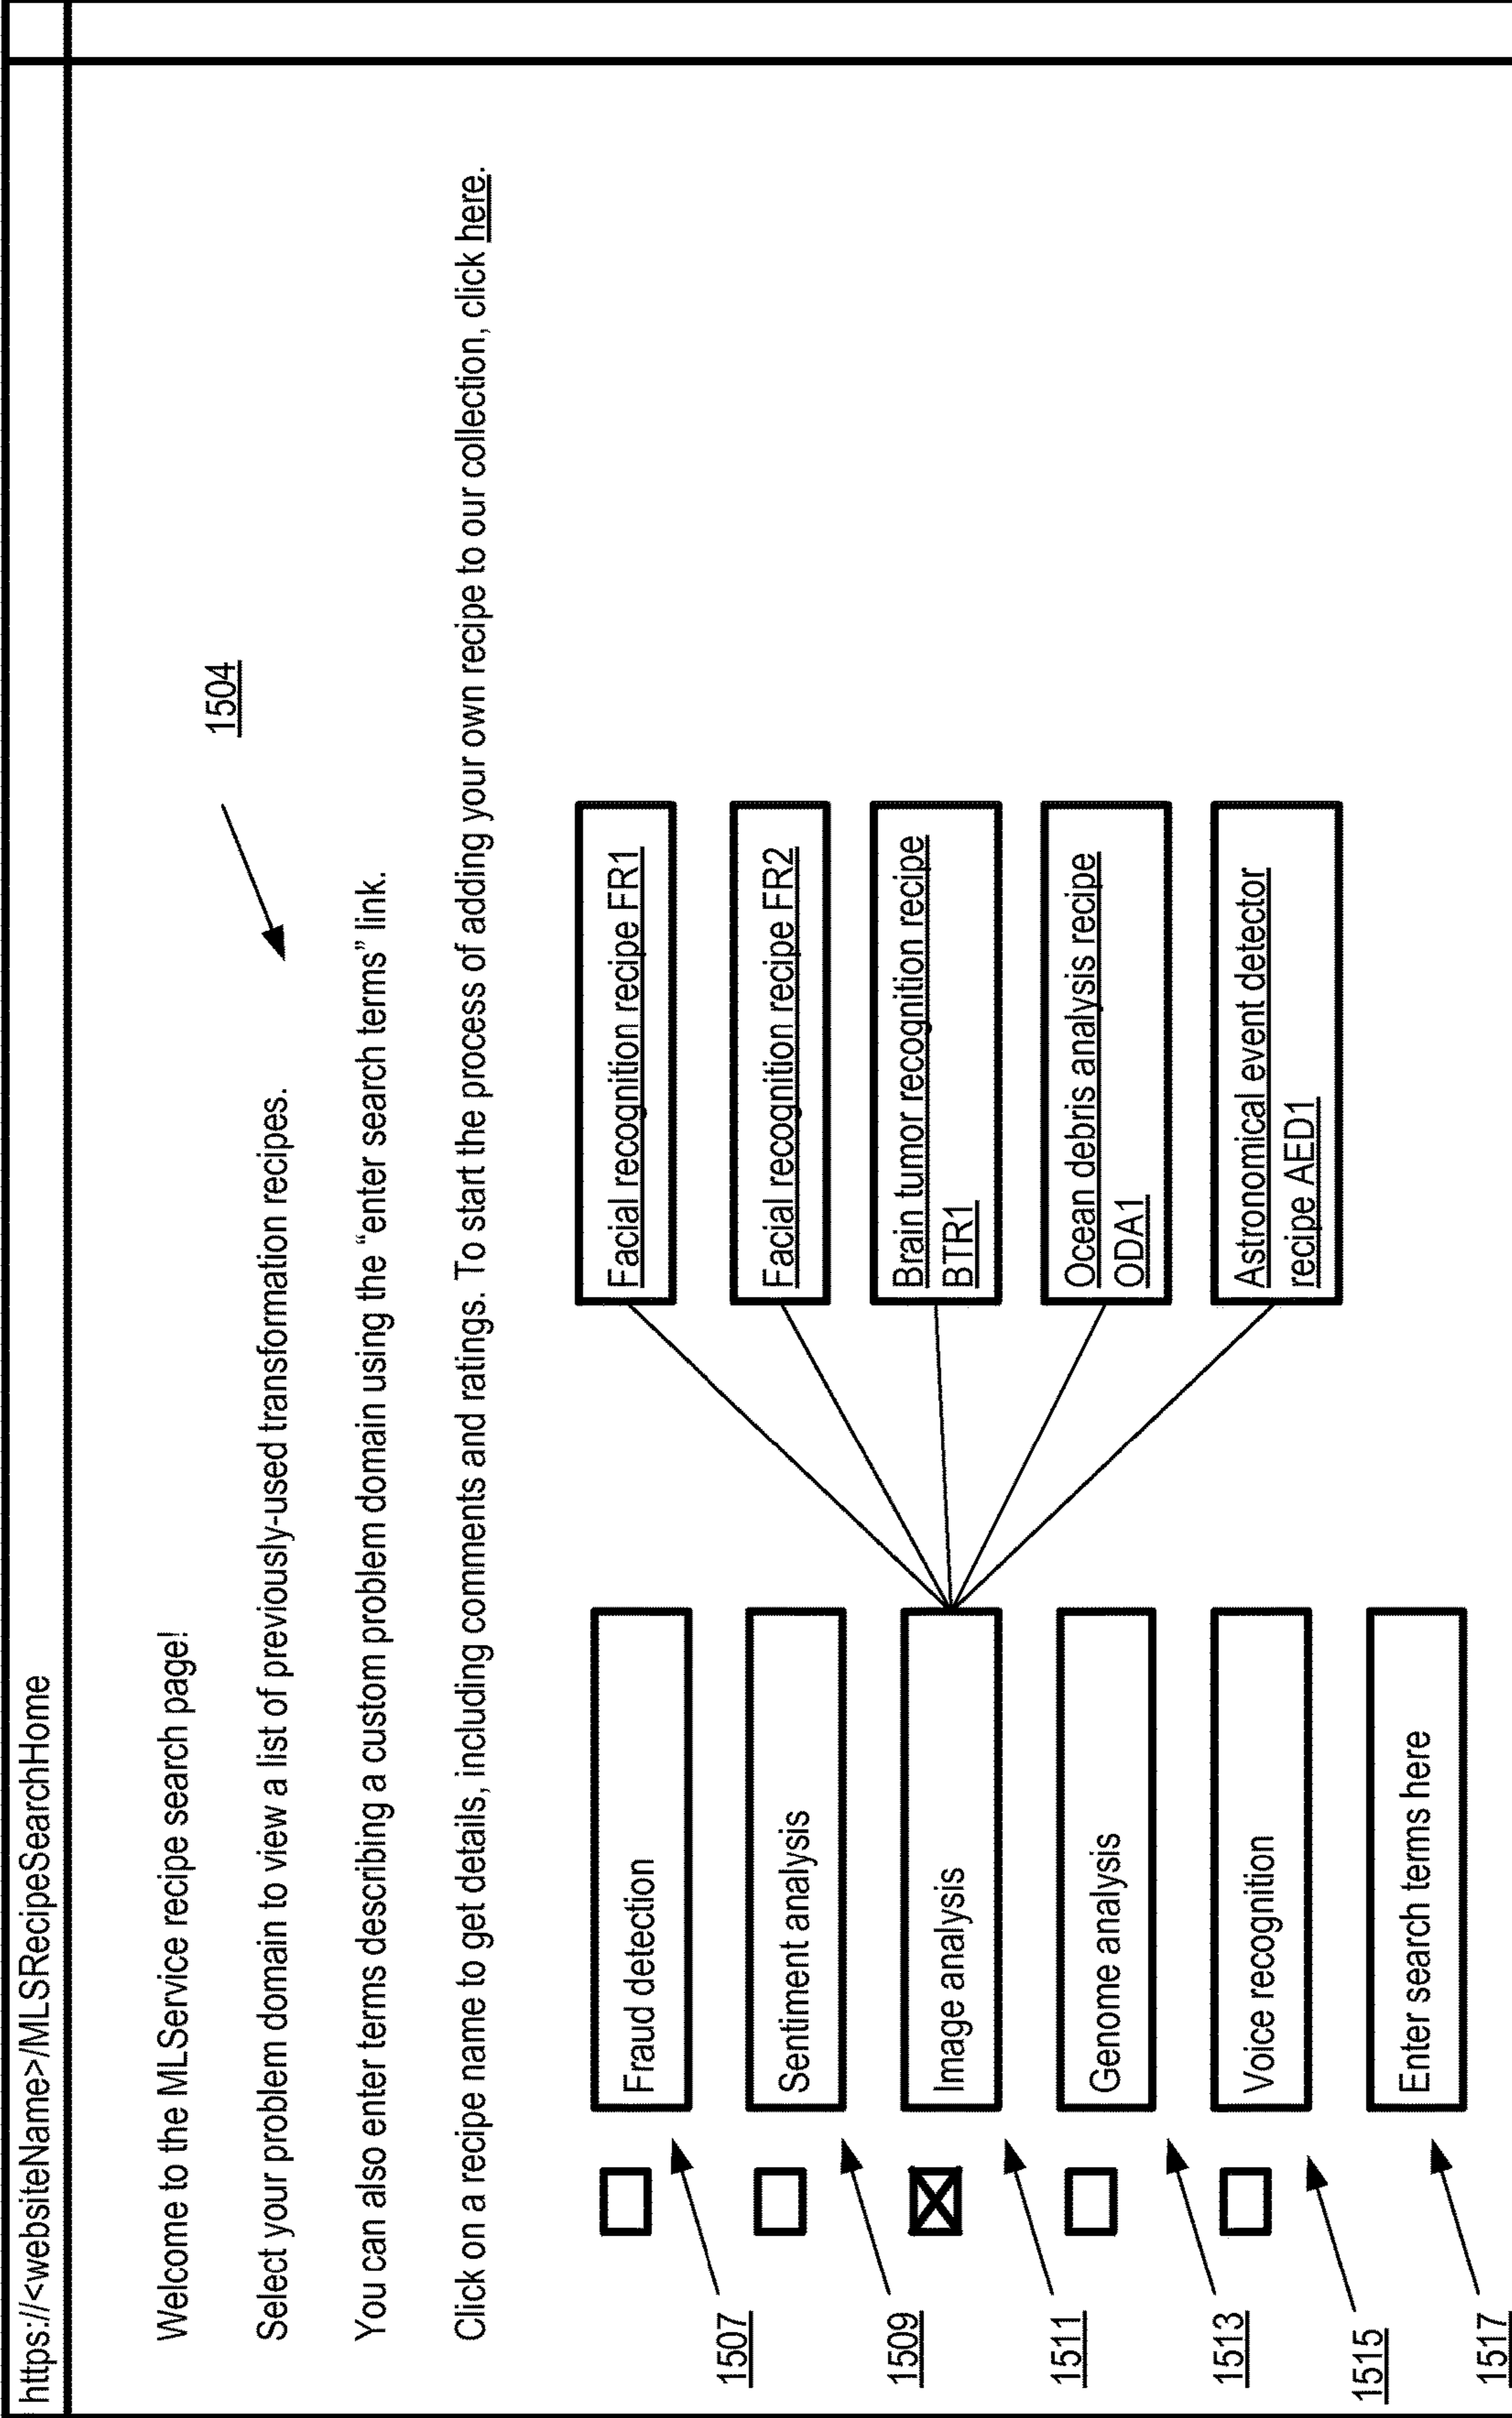 https://<websiteName>/MLSRecipeSearchHome
Welcome to the MLService recipe search page!
1504
Select your problem domain to view a list of previously-used transformation recipes.
You can also enter terms describing a custom problem domain using the “enter search terms” link.
Click on a recipe name to get details, including comments and ratings. To start the process of adding your own recipe to our collection, click here.
1507
Fraud detection
1509
Sentiment analysis
1511
Image analysis
1513
Genome analysis
1515
Voice recognition
1517
Enter search terms here
Facial recognition recipe FR1
Facial recognition recipe FR2
Brain tumor recognition recipe
BTR1
Ocean debris analysis recipe
ODA1
Astronomical event detector
recipe AED1